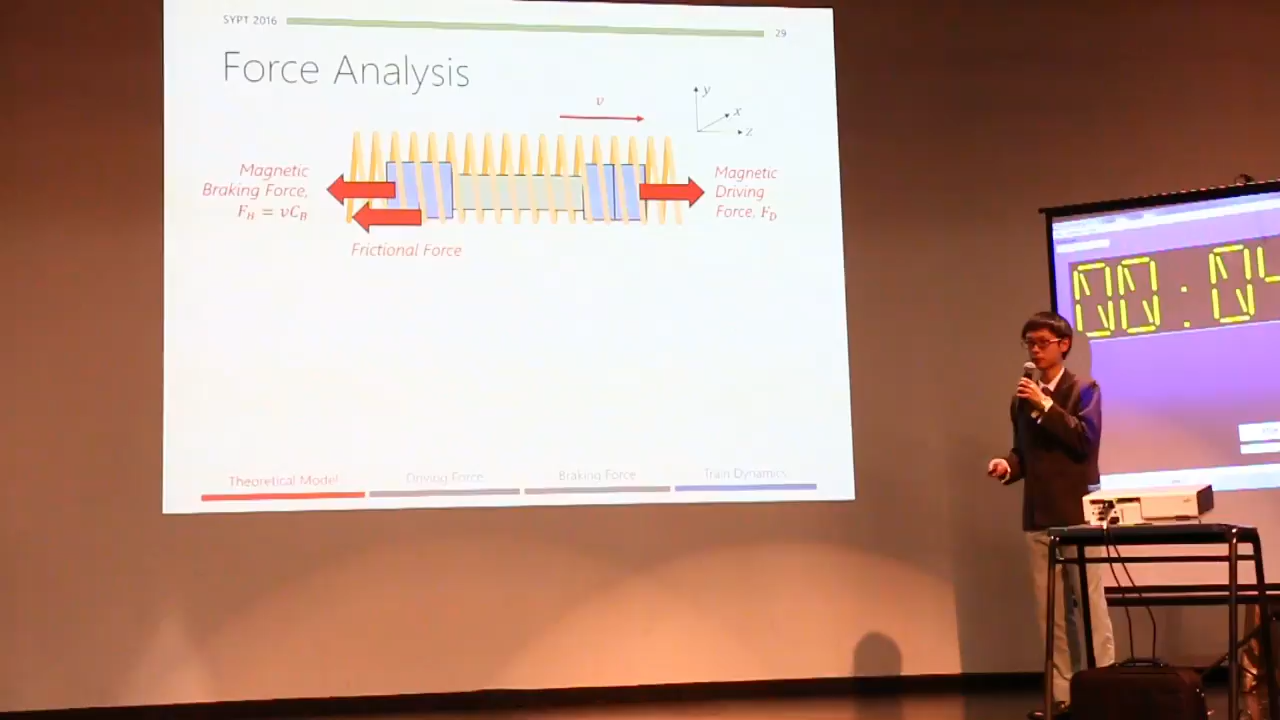 SYPT 2016
29
Force Analysis
v
y
x
z
Magnetic
Braking Force,
F_B = vC_B
Magnetic
Driving
Force, F_D
Frictional Force
Theoretical Model
Driving Force
Braking Force
Train Dynamics
00:04